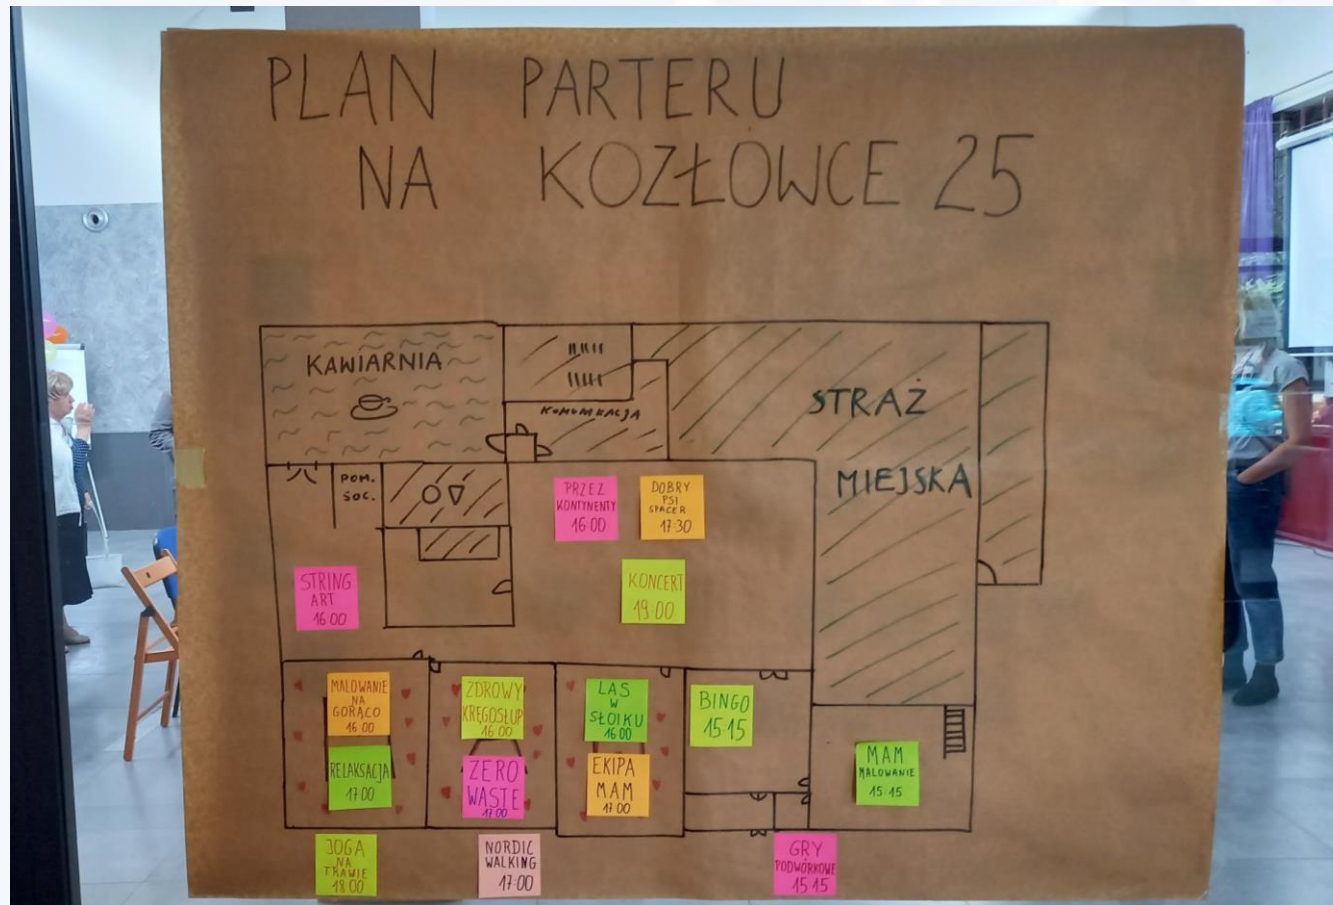 PLAN PARTERU
NA KOZŁÓWCE 25
KAWIARNIA
KOMUNIKACJA
STRAŻ
MIEJSKA
POM.
SOC.
PRZEZ
KONTYNENTY
16:00
DOBRY
PSI
SPACER
17:30
KONCERT
19:00
STRING
ART
16:00
MALOWANIE
NA
GORĄCO
16:00
RELAKSACJA
17:00
ZDROWY
KRĘGOSŁUP
16:00
ZERO
WASTE
17:00
LAS
W
SŁOIKU
16:00
EKIPA
MAM
17:00
BINGO
15:15
MAM
MALOWANIE
15:15
JOGA
NA
TRAWIE
18:00
NORDIC
WALKING
17:00
GRY
PODWÓRKOWE
15:15